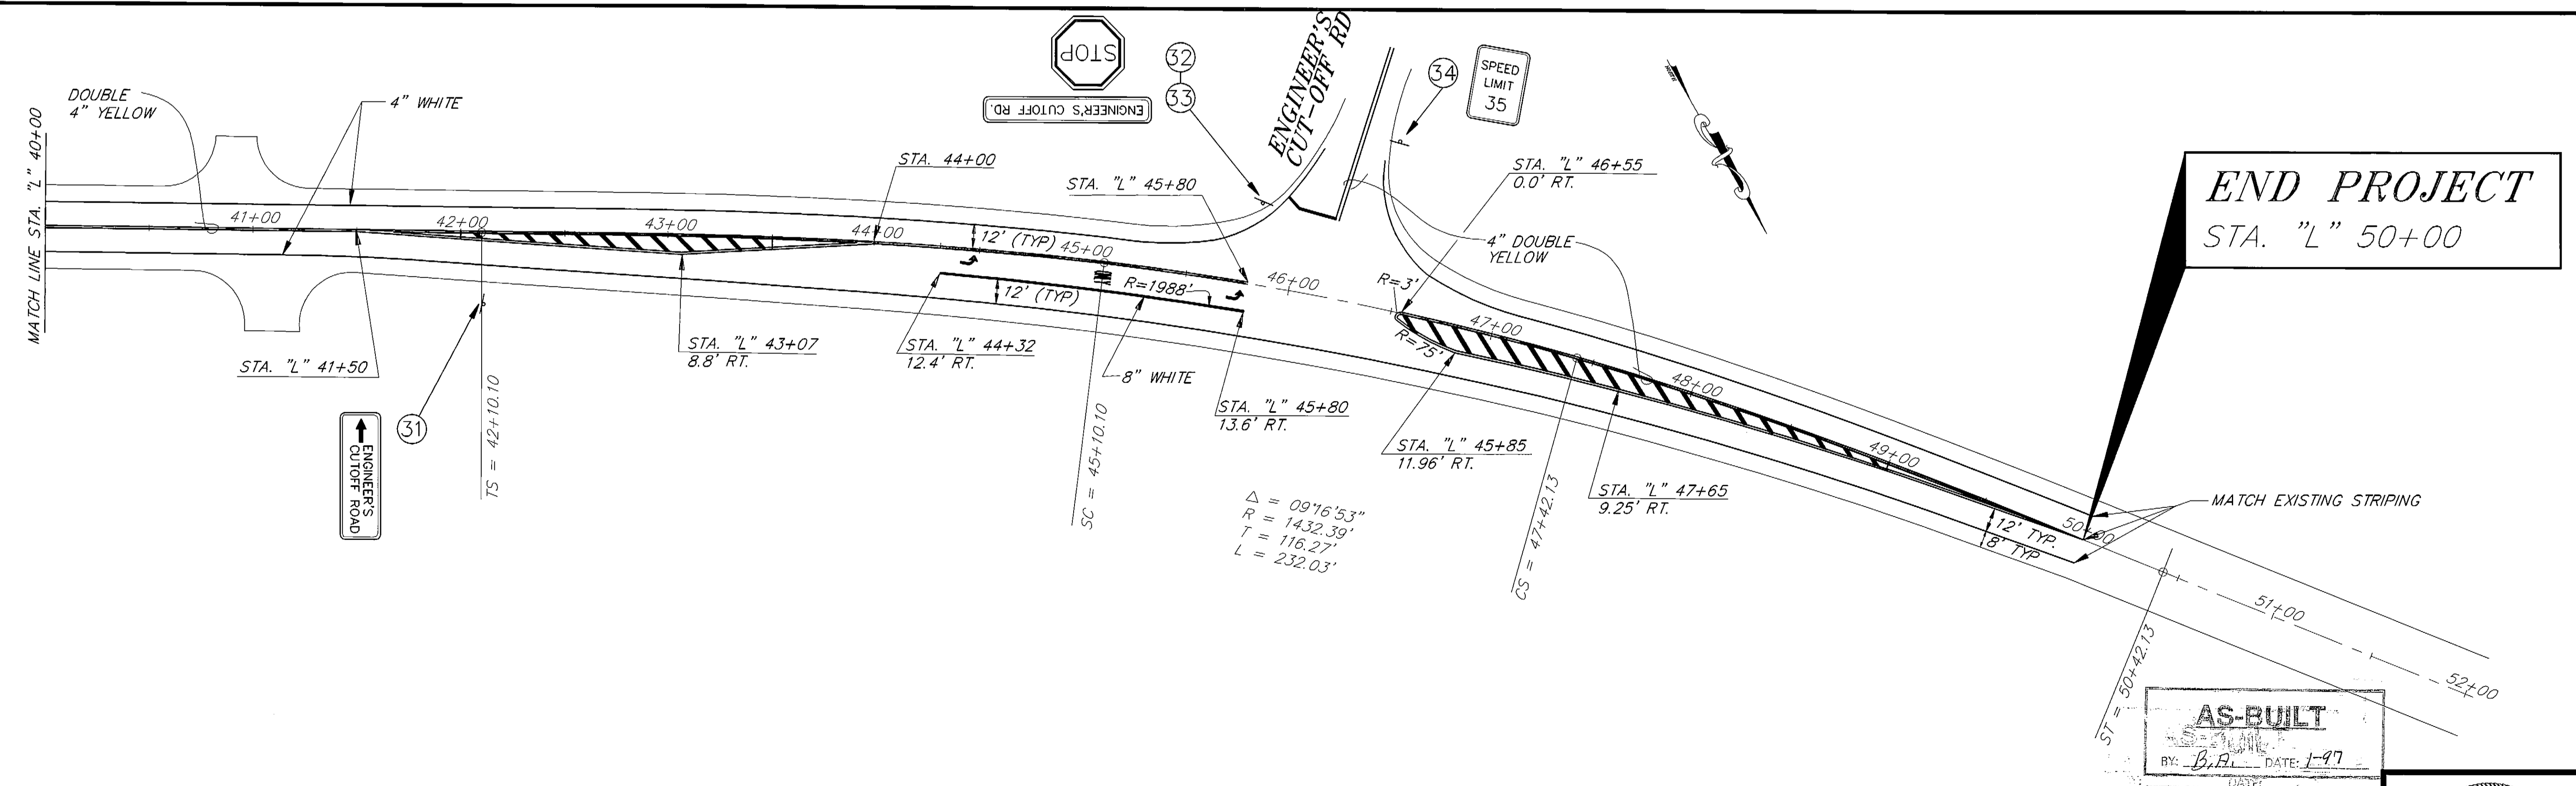 MATCH LINE STA. "L" 40+00
DOUBLE
4" YELLOW
4" WHITE
41+00
42+00
43+00
44+00
45+00
46+00
47+00
48+00
49+00
50+00
51+00
52+00
STA. "L" 41+50
ENGINEER'S
CUTOFF ROAD
31
TS = 42+10.10
STA. "L" 43+07
8.8' RT.
STA. 44+00
STOP
ENGINEER'S CUTOFF RD.
32
33
STA. "L" 45+80
12' (TYP)
12' (TYP)
R=1988'
STA. "L" 44+32
12.4' RT.
8" WHITE
SC = 45+10.10
STA. "L" 45+80
13.6' RT.
ENGINEER'S
CUT-OFF RD
34
SPEED
LIMIT
35
STA. "L" 46+55
0.0' RT.
4" DOUBLE
YELLOW
R=3'
R=75'
STA. "L" 45+85
11.96' RT.
Δ = 09°16'53"
R = 1432.39'
T = 116.27'
L = 232.03'
CS = 47+42.13
STA. "L" 47+65
9.25' RT.
END PROJECT
STA. "L" 50+00
MATCH EXISTING STRIPING
12' TYP.
8' TYP
ST = 50+42.13
AS-BUILT
BY: B.A. DATE: 1-97
DATE: